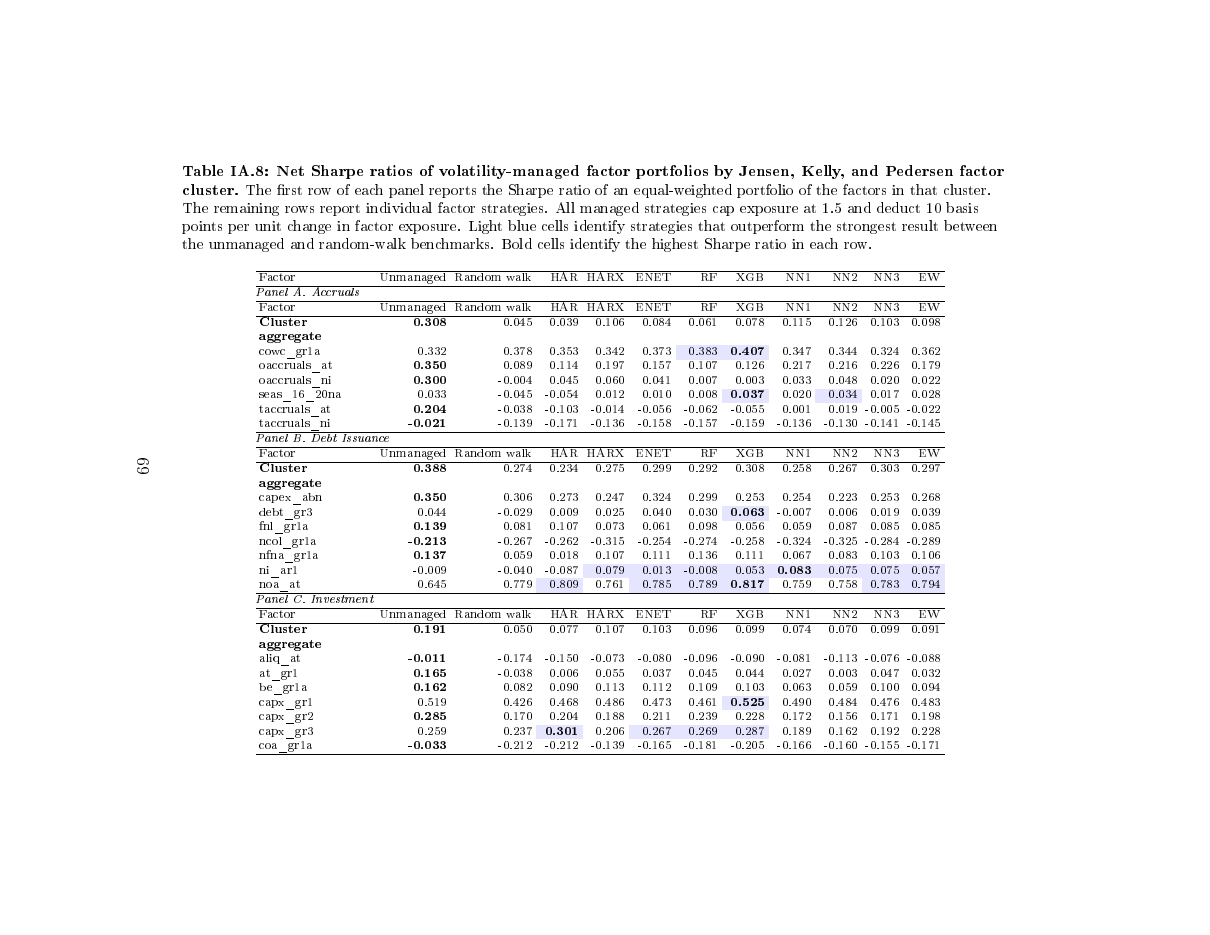 Table IA.8: Net Sharpe ratios of volatility-managed factor portfolios by Jensen, Kelly, and Pedersen factor
cluster. The first row of each panel reports the Sharpe ratio of an equal-weighted portfolio of the factors in that cluster.
The remaining rows report individual factor strategies. All managed strategies cap exposure at 1.5 and deduct 10 basis
points per unit change in factor exposure. Light blue cells identify strategies that outperform the strongest result between
the unmanaged and random-walk benchmarks. Bold cells identify the highest Sharpe ratio in each row.
Factor Unmanaged Random walk HAR HARX ENET RF XGB NN1 NN2 NN3 EW
Panel A. Accruals
Factor Unmanaged Random walk HAR HARX ENET RF XGB NN1 NN2 NN3 EW
Cluster 0.308 0.045 0.039 0.106 0.084 0.061 0.078 0.115 0.126 0.103 0.098
aggregate
cowc_gr1a 0.332 0.378 0.353 0.342 0.373 0.383 0.407 0.347 0.344 0.324 0.362
oaccruals_at 0.350 0.089 0.114 0.197 0.157 0.107 0.126 0.217 0.216 0.226 0.179
oaccruals_ni 0.300 -0.004 0.045 0.060 0.041 0.007 0.003 0.033 0.048 0.020 0.022
seas_16_20na 0.033 -0.045 -0.054 0.012 0.010 0.008 0.037 0.020 0.034 0.017 0.028
taccruals_at 0.204 -0.038 -0.103 -0.014 -0.056 -0.062 -0.055 0.001 0.019 -0.005 -0.022
taccruals_ni -0.021 -0.139 -0.171 -0.136 -0.158 -0.157 -0.159 -0.136 -0.130 -0.141 -0.145
Panel B. Debt Issuance
Factor Unmanaged Random walk HAR HARX ENET RF XGB NN1 NN2 NN3 EW
Cluster 0.388 0.274 0.234 0.275 0.299 0.292 0.308 0.258 0.267 0.303 0.297
aggregate
capex_abn 0.350 0.306 0.273 0.247 0.324 0.299 0.253 0.254 0.223 0.253 0.268
debt_gr3 0.044 -0.029 0.009 0.025 0.040 0.030 0.063 -0.007 0.006 0.019 0.039
fnl_gr1a 0.139 0.081 0.107 0.073 0.061 0.098 0.056 0.059 0.087 0.085 0.085
ncol_gr1a -0.213 -0.267 -0.262 -0.315 -0.254 -0.274 -0.258 -0.324 -0.325 -0.284 -0.289
nfna_gr1a 0.137 0.059 0.018 0.107 0.111 0.136 0.111 0.067 0.083 0.103 0.106
ni_ar1 -0.009 -0.040 -0.087 0.079 0.013 -0.008 0.053 0.083 0.075 0.075 0.057
noa_at 0.645 0.779 0.809 0.761 0.785 0.789 0.817 0.759 0.758 0.783 0.794
Panel C. Investment
Factor Unmanaged Random walk HAR HARX ENET RF XGB NN1 NN2 NN3 EW
Cluster 0.191 0.050 0.077 0.107 0.103 0.096 0.099 0.074 0.070 0.099 0.091
aggregate
aliq_at -0.011 -0.174 -0.150 -0.073 -0.080 -0.096 -0.090 -0.081 -0.113 -0.076 -0.088
at_gr1 0.165 -0.038 0.006 0.055 0.037 0.045 0.044 0.027 0.003 0.047 0.032
be_gr1a 0.162 0.082 0.090 0.113 0.112 0.109 0.103 0.063 0.059 0.100 0.094
capx_gr1 0.519 0.426 0.468 0.486 0.473 0.461 0.525 0.490 0.484 0.476 0.483
capx_gr2 0.285 0.170 0.204 0.188 0.211 0.239 0.228 0.172 0.156 0.171 0.198
capx_gr3 0.259 0.237 0.301 0.206 0.267 0.269 0.287 0.189 0.162 0.192 0.228
coa_gr1a -0.033 -0.212 -0.212 -0.139 -0.165 -0.181 -0.205 -0.166 -0.160 -0.155 -0.171
69